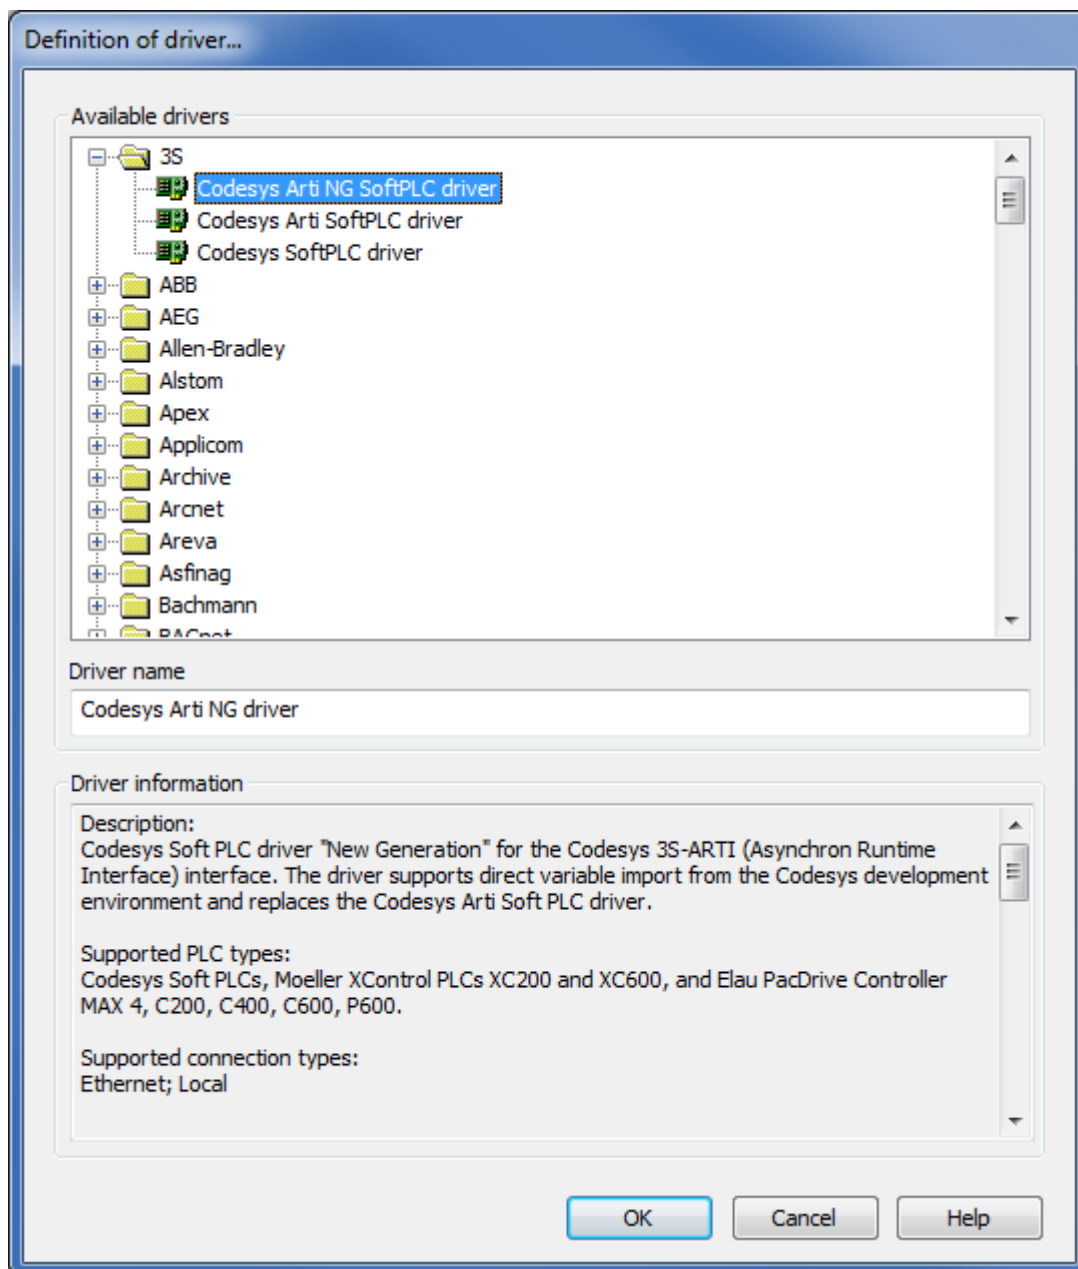 Definition of driver...
Available drivers
3S
Codesys Arti NG SoftPLC driver
Codesys Arti SoftPLC driver
Codesys SoftPLC driver
ABB
AEG
Allen-Bradley
Alstom
Apex
Applicom
Archive
Arcnet
Areva
Asfinag
Bachmann
BACnet
Driver name
Codesys Arti NG driver
Driver information
Description:
Codesys Soft PLC driver "New Generation" for the Codesys 3S-ARTI (Asynchron Runtime
Interface) interface. The driver supports direct variable import from the Codesys development
environment and replaces the Codesys Arti Soft PLC driver.
Supported PLC types:
Codesys Soft PLCs, Moeller XControl PLCs XC200 and XC600, and Elau PacDrive Controller
MAX 4, C200, C400, C600, P600.
Supported connection types:
Ethernet; Local
OK
Cancel
Help